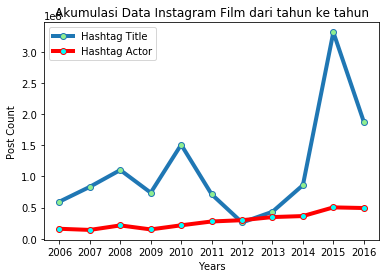 Akumulasi Data Instagram Film dari tahun ke tahun
Hashtag Title
Hashtag Actor
3.0
2.5
2.0
1.5
1.0
0.5
0.0
Post Count
2006 2007 2008 2009 2010 2011 2012 2013 2014 2015 2016
Years